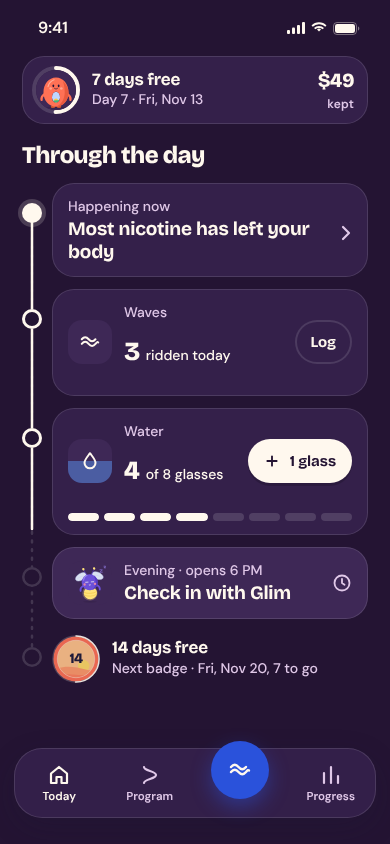 9:41
7 days free
Day 7 · Fri, Nov 13
$49
kept
Through the day
Happening now
Most nicotine has left your
body
Waves
3 ridden today
Log
Water
4 of 8 glasses
+ 1 glass
Evening · opens 6 PM
Check in with Glim
14
14 days free
Next badge · Fri, Nov 20, 7 to go
Today
Program
Progress